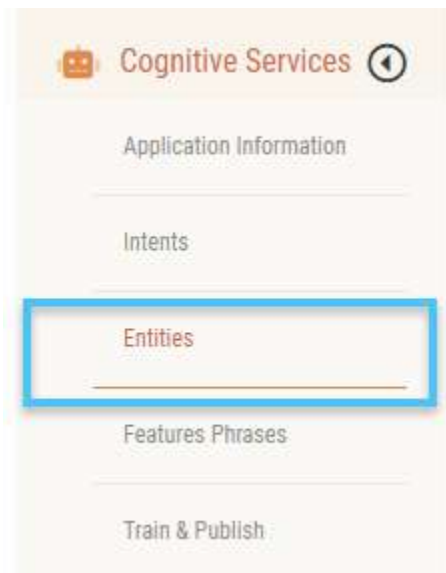 Cognitive Services
Application Information
Intents
Entities
Features Phrases
Train & Publish